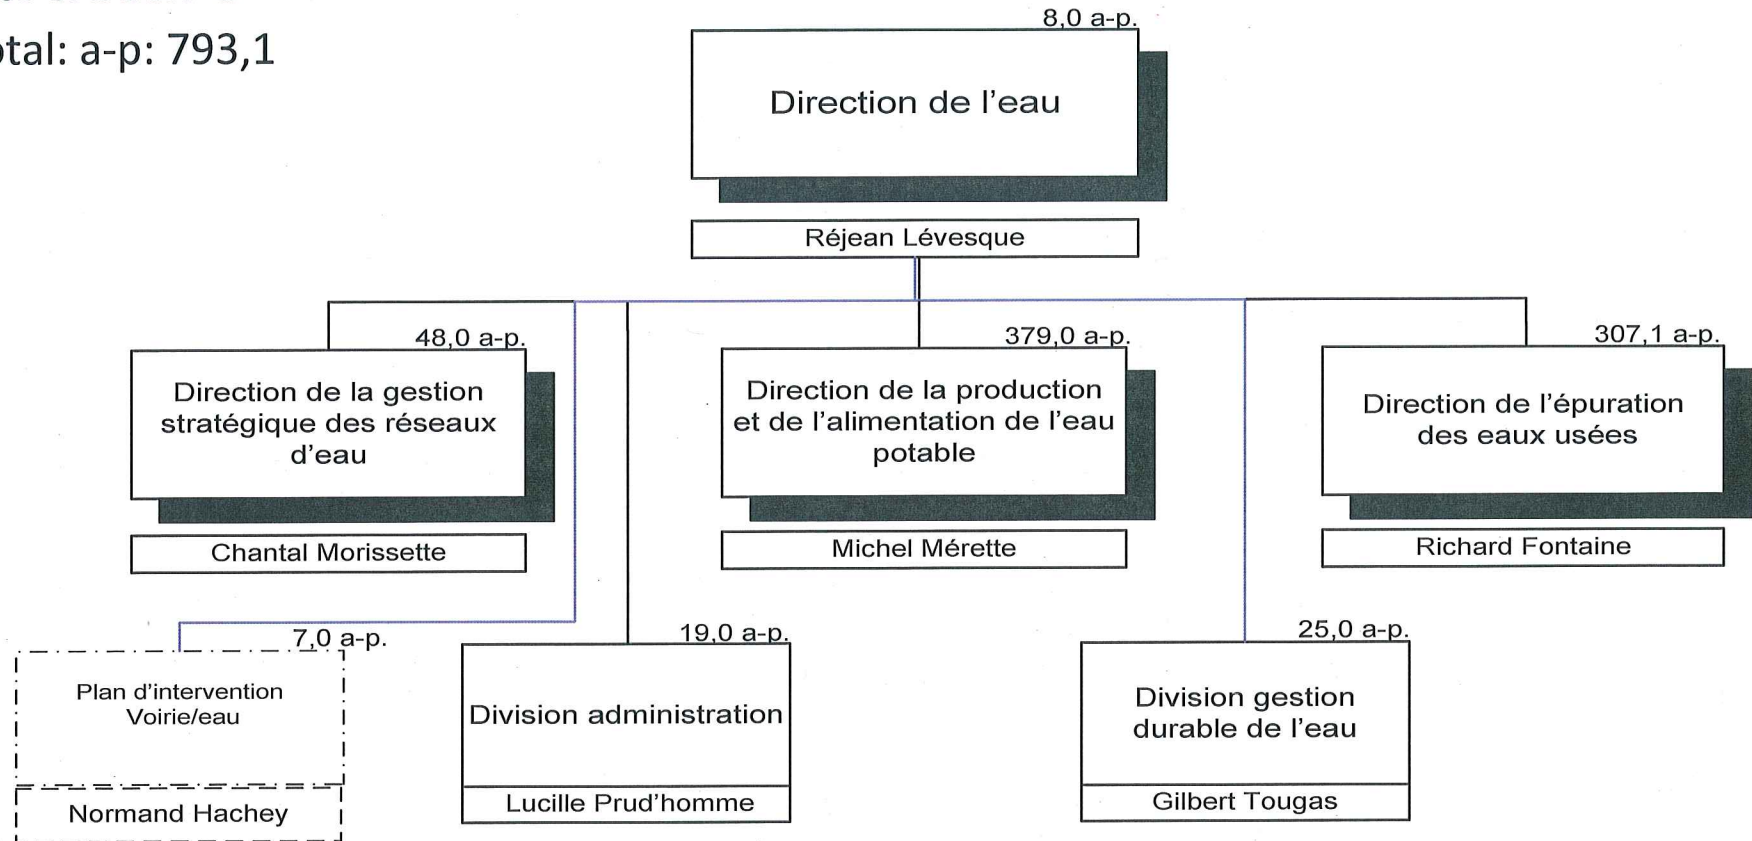 total: a-p: 793,1
8,0 a-p.
Direction de l'eau
Réjean Lévesque
48,0 a-p.
Direction de la gestion
stratégique des réseaux
d'eau
Chantal Morissette
379,0 a-p.
Direction de la production
et de l'alimentation de l'eau
potable
Michel Mérette
307,1 a-p.
Direction de l'épuration
des eaux usées
Richard Fontaine
7,0 a-p.
Plan d'intervention
Voirie/eau
Normand Hachey
19,0 a-p.
Division administration
Lucille Prud'homme
25,0 a-p.
Division gestion
durable de l'eau
Gilbert Tougas